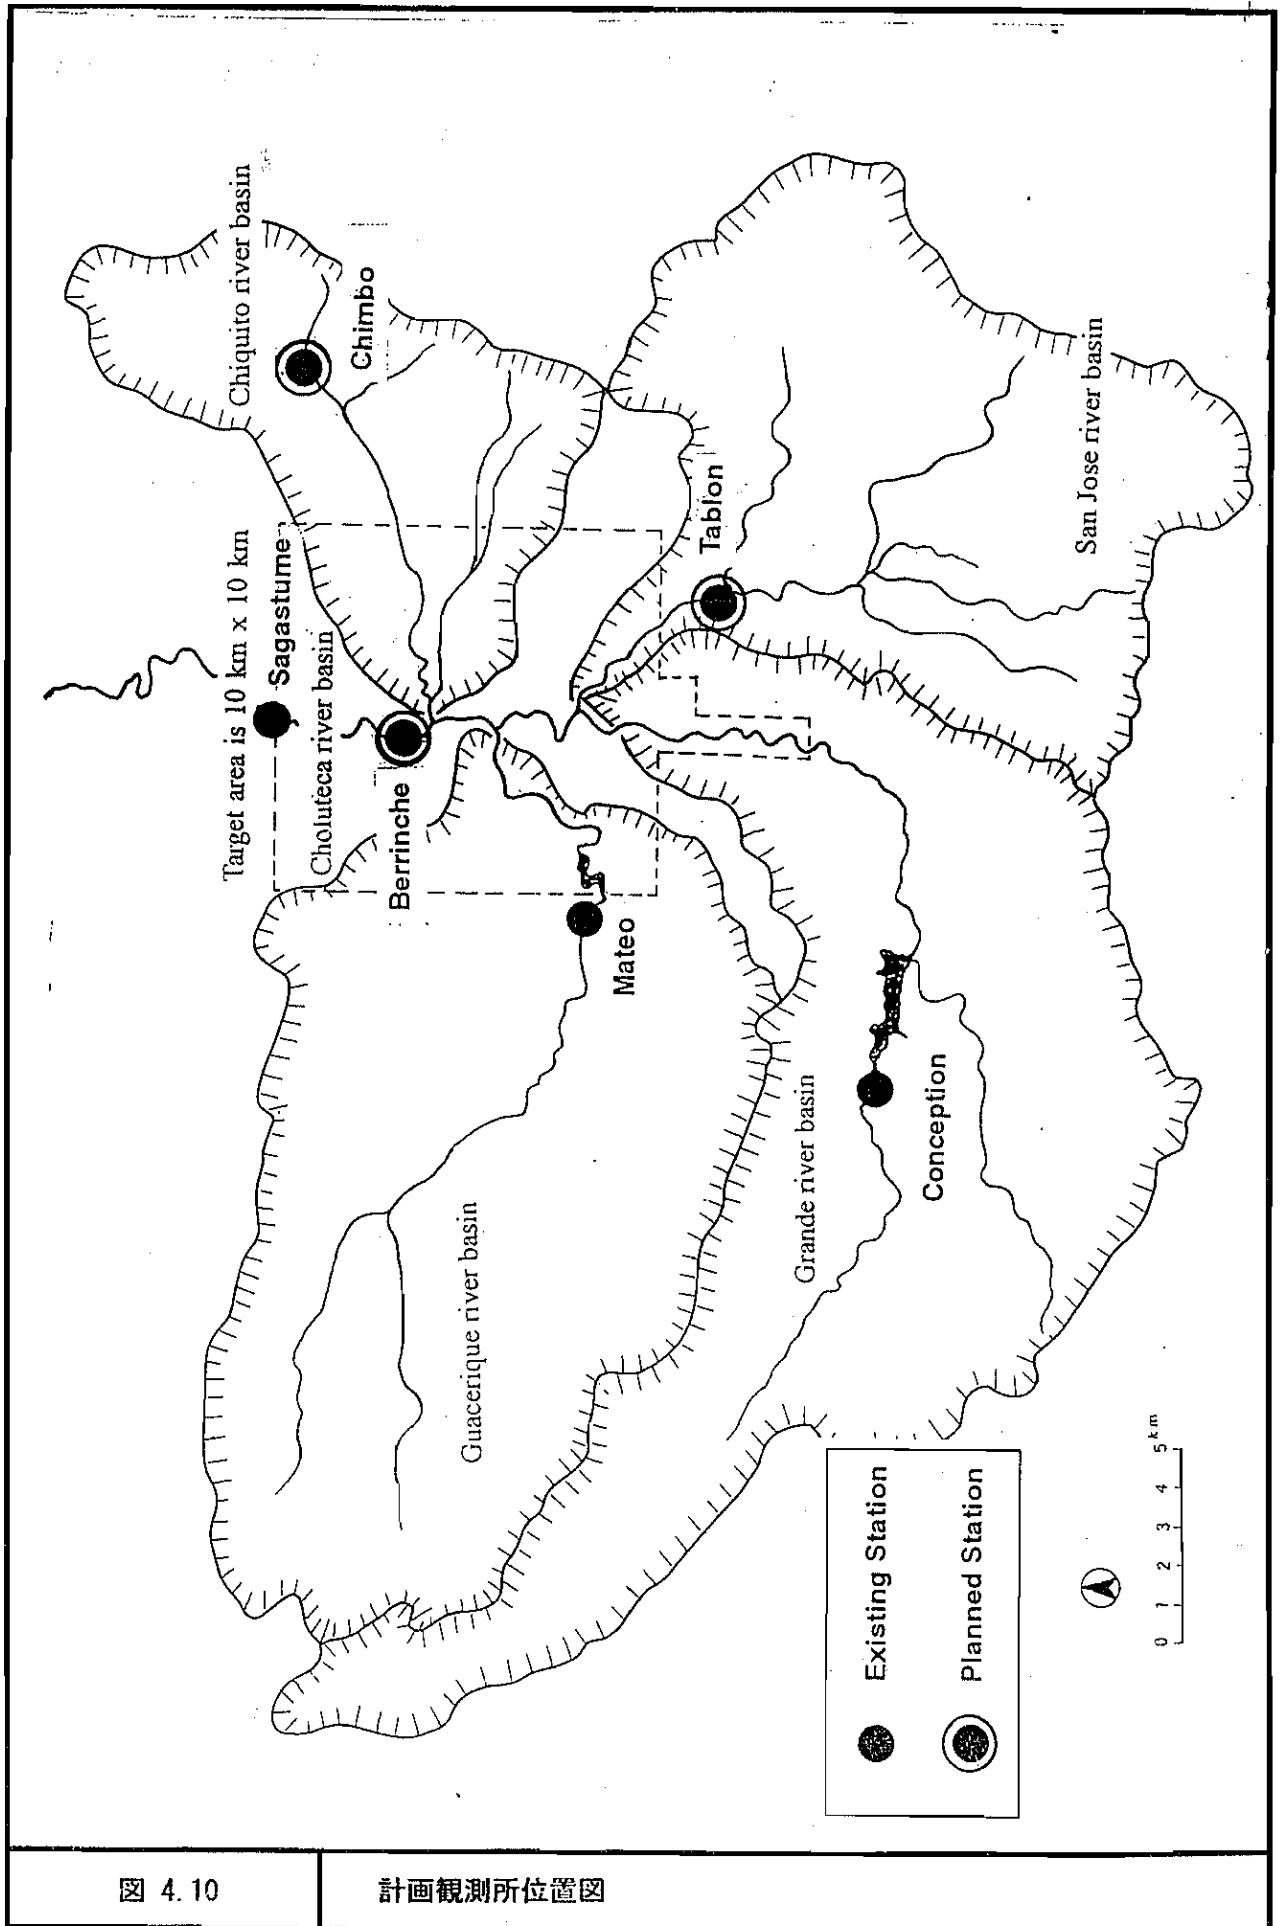 Chiquito river basin
Chimbo
Target area is 10 km x 10 km
Sagastume
Choluteca river basin
Berrinche
Tablon
San Jose river basin
Mateo
Guacerique river basin
Grande river basin
Conception
Existing Station
Planned Station
0 1 2 3 4 5 km
図 4.10
計画観測所位置図